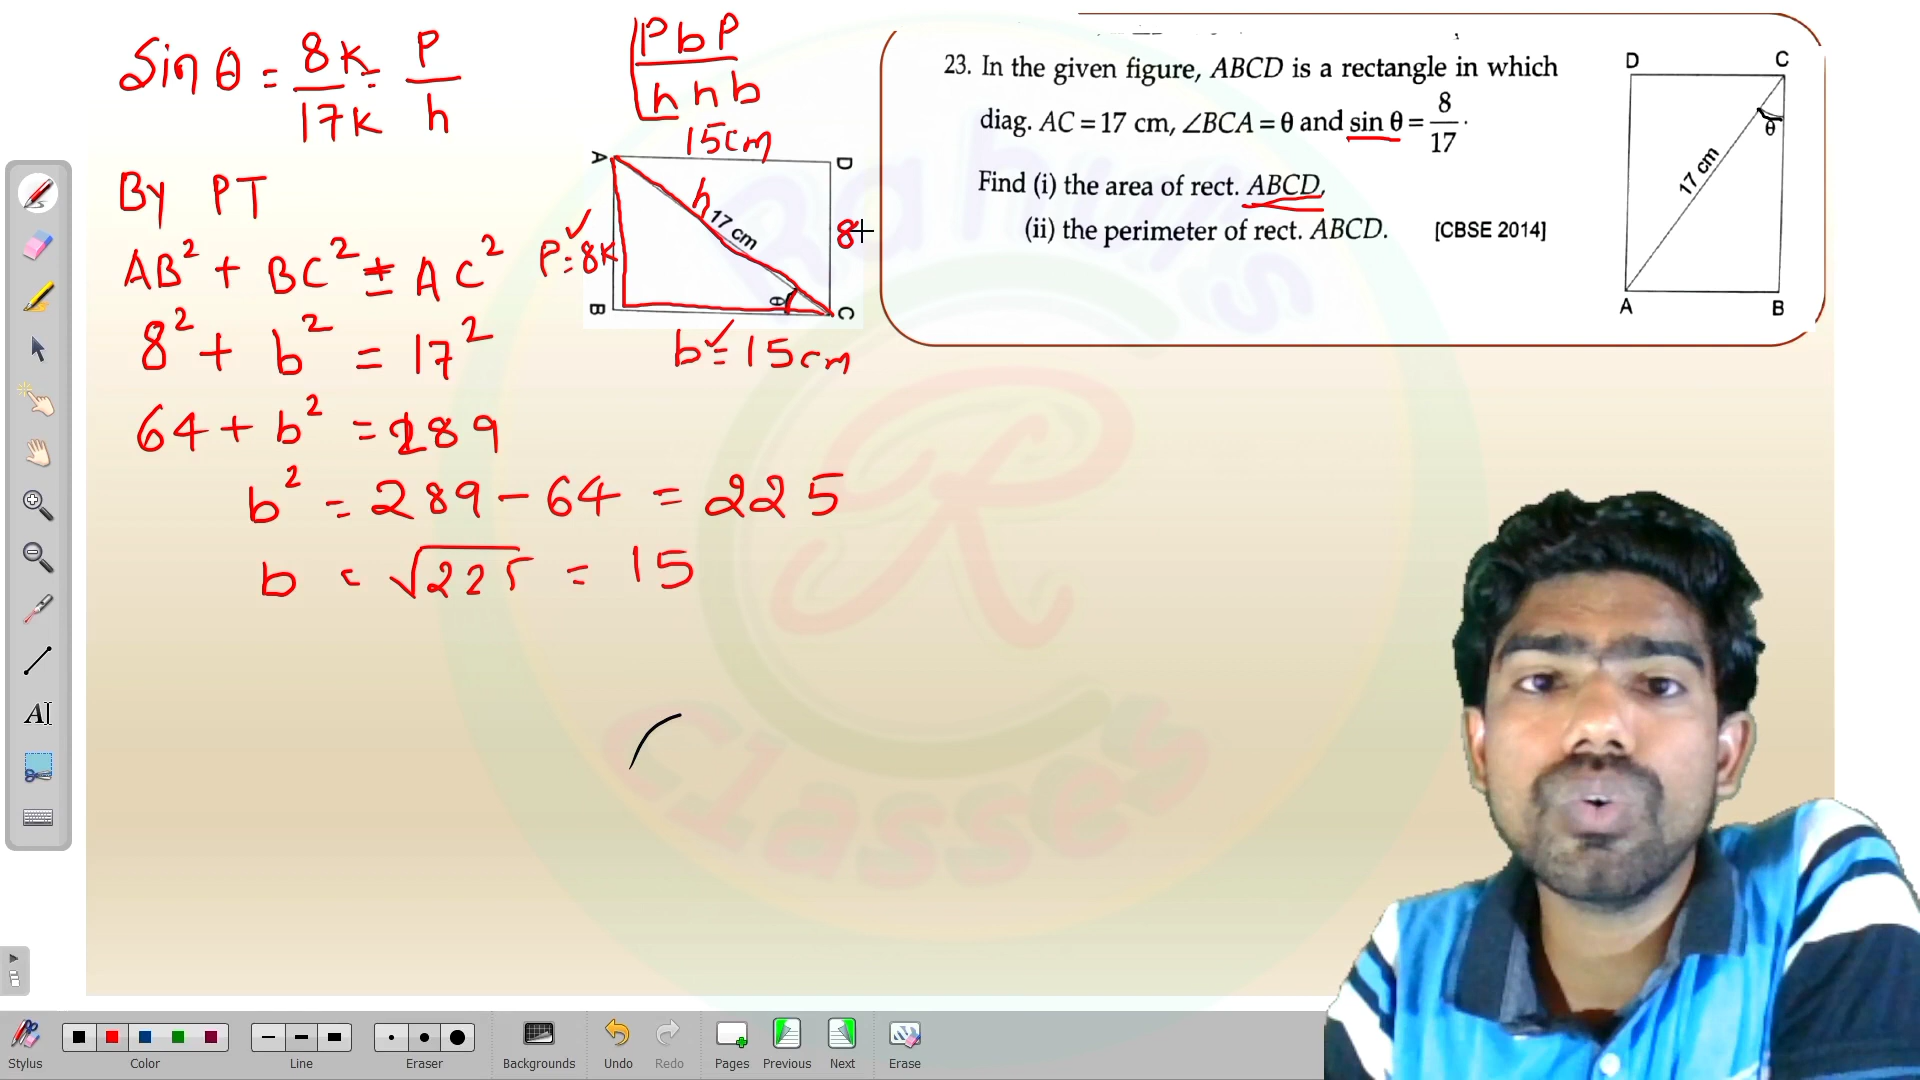 Sin θ = 8K/17K = P/h
P b P
h h b
By PT
AB² + BC² = AC²
8² + b² = 17²
64 + b² = 289
b² = 289 - 64 = 225
b = √225 = 15
15cm
A
D
h
17 cm
P=8K
8
B
θ
C
b=15cm
23. In the given figure, ABCD is a rectangle in which
diag. AC = 17 cm, ∠BCA = θ and sin θ = 8/17.
Find (i) the area of rect. ABCD,
(ii) the perimeter of rect. ABCD. [CBSE 2014]
D
C
θ
17 cm
A
B
Rahul's
R
Classes
Stylus
Color
Line
Eraser
Backgrounds
Undo
Redo
Pages
Previous
Next
Erase